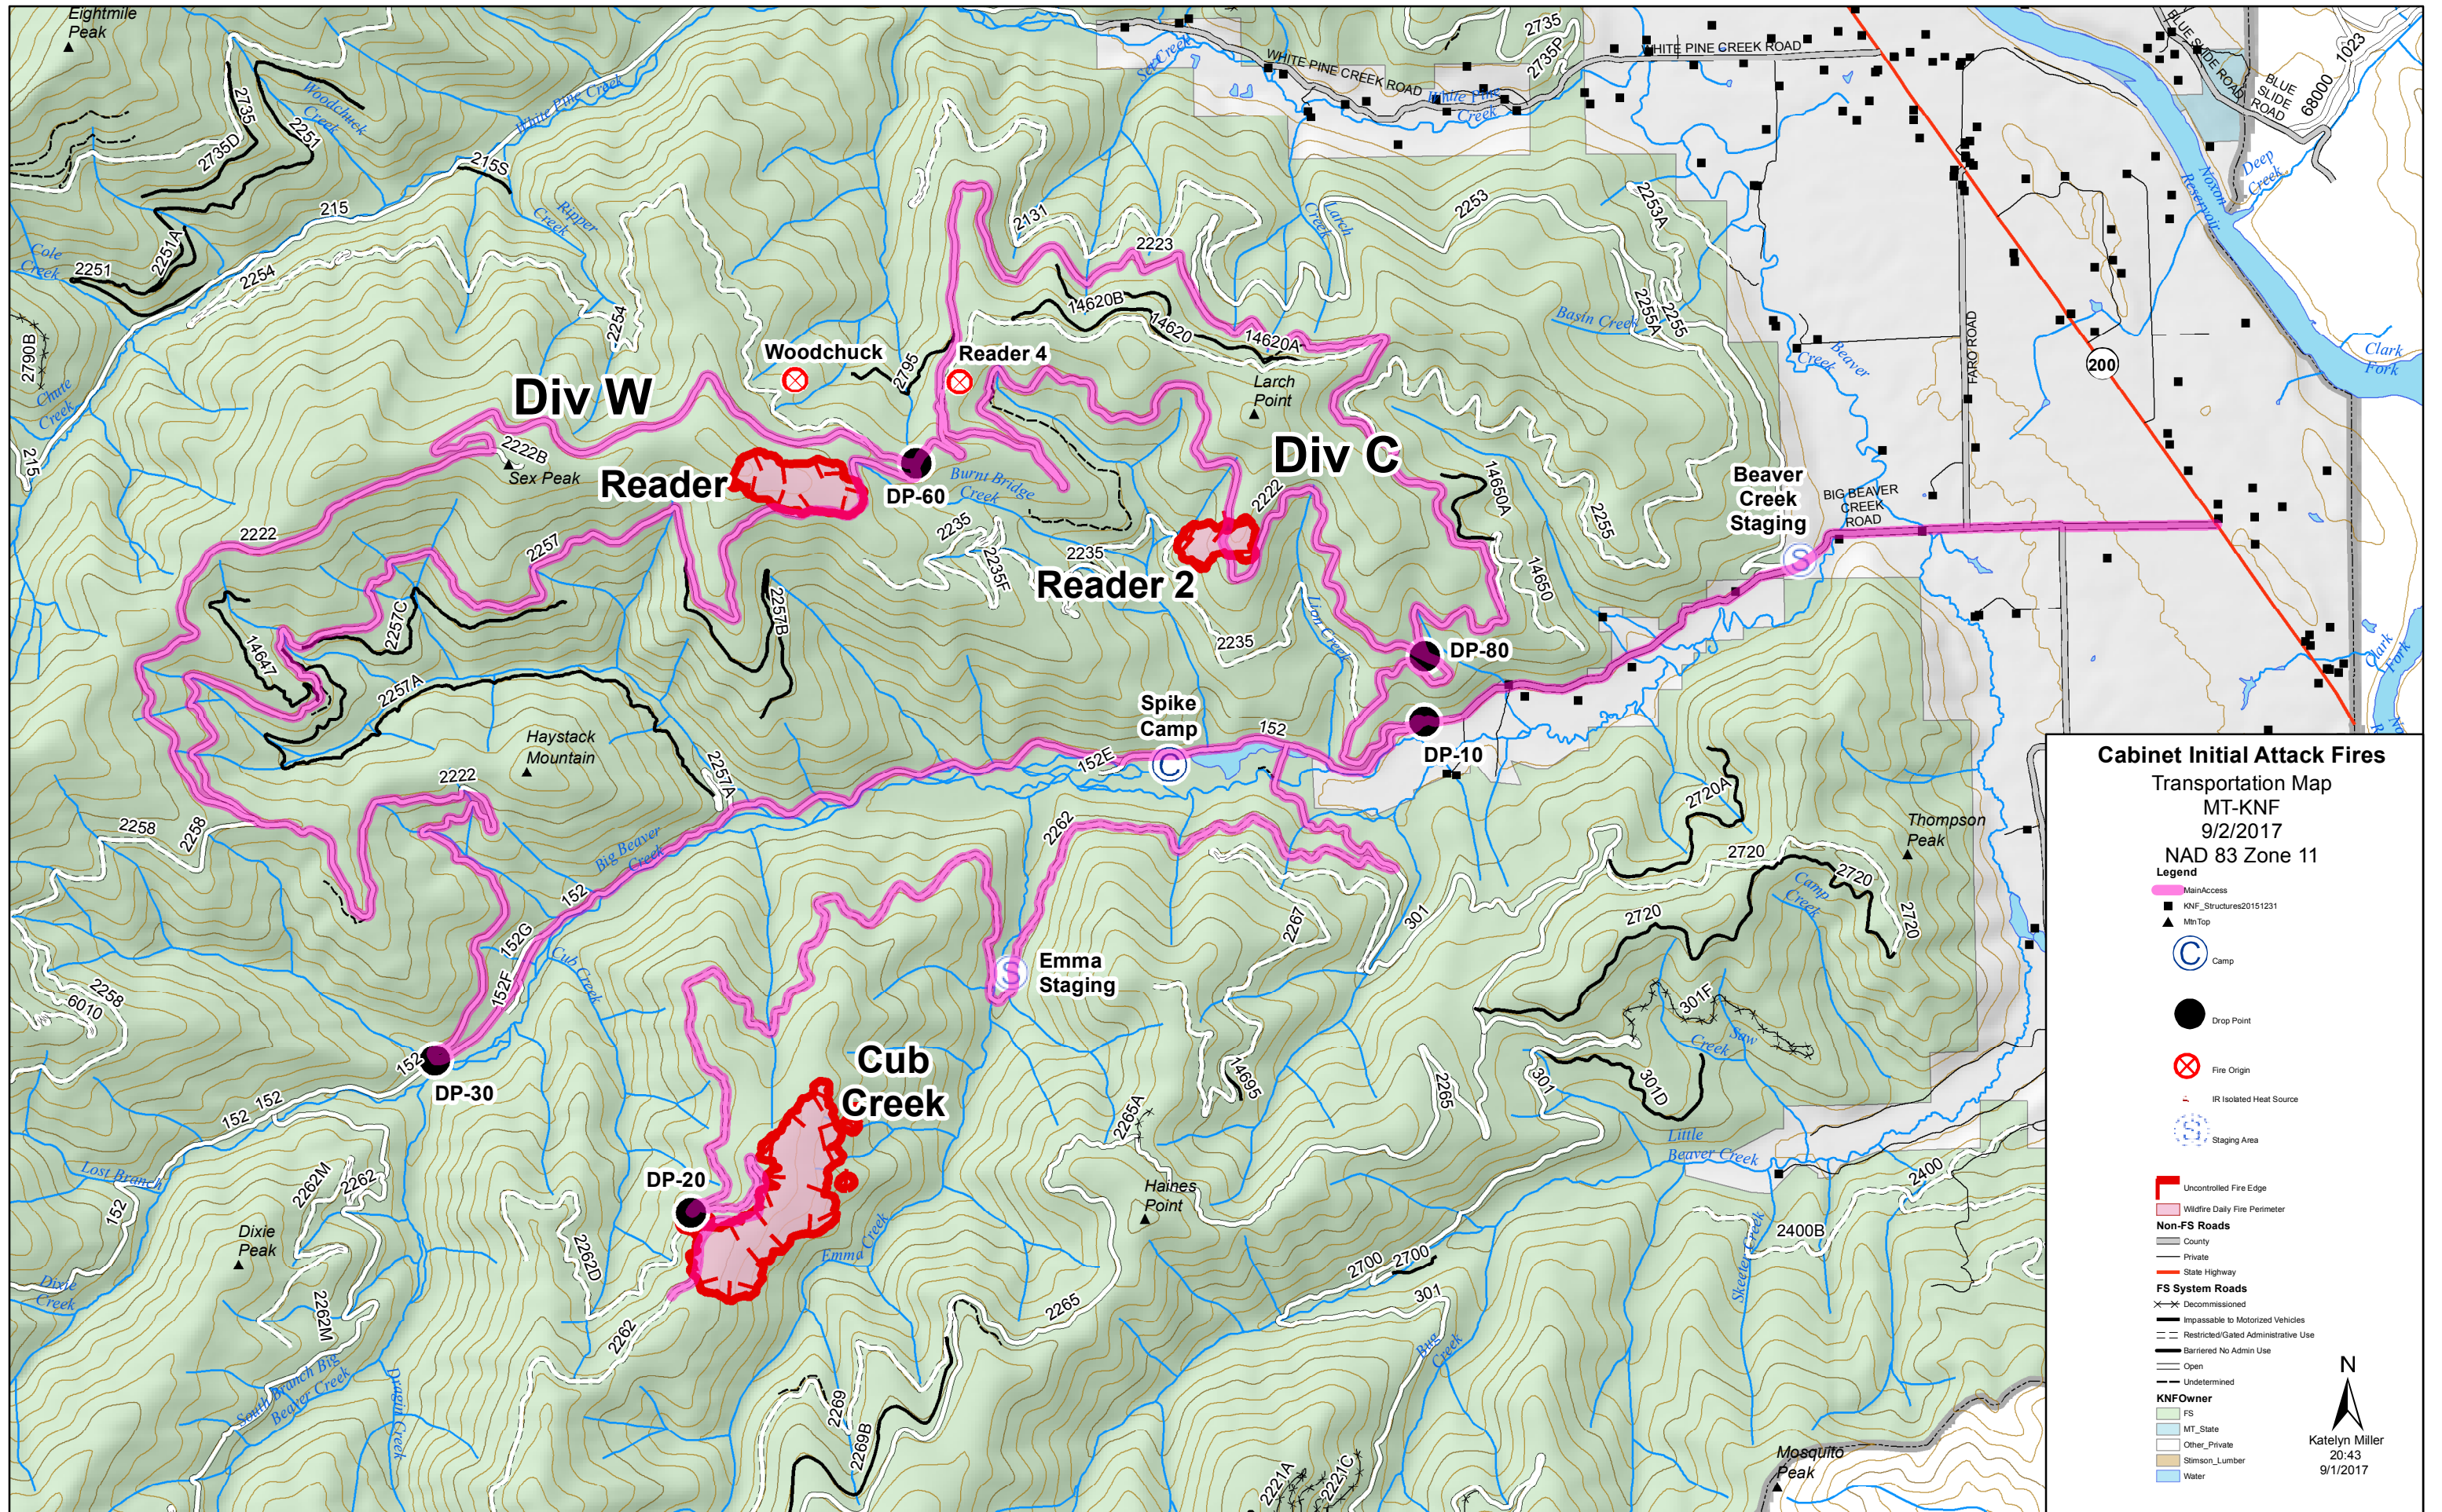 Eightmile
Peak
Woodchuck
Creek
White Pine Creek
2735
2735D
2251
215S
215
Ripper
Creek
Cole
Creek
2251
2251A
2254
2254
2790B
Chute
Creek
215
Sex Creek
WHITE PINE CREEK ROAD
WHITE PINE CREEK ROAD
White Pine
Creek
2735
2735P
2131
2223
Larch
Creek
2253
2253A
2255A
2255
Basin Creek
Beaver
Creek
FARO ROAD
200
BLUE SLIDE ROAD
BLUE
SLIDE
ROAD
68000
1023
Deep
Creek
Noxon
Reservoir
Clark
Fork
Clark
Fork
14620B
14620
14620A
Woodchuck
2795
Reader 4
Larch
Point
Div W
Div C
2222B
Sex Peak
Reader
DP-60
Burnt Bridge
Creek
2222
2222
2257
2257C
14647
2257A
2257B
2235
2235F
2235
2235
Reader 2
Lion Creek
14650A
14650
2255
Beaver
Creek
Staging
S
BIG BEAVER
CREEK
ROAD
DP-80
DP-10
Spike
Camp
C
152
152E
Haystack
Mountain
2222
2257A
2258
2258
2258
6010
Big Beaver
Creek
152
152G
152F
Cub Creek
152
DP-30
152
152
2262
2267
301
2720A
2720
2720
2720
2720
Camp
Creek
Thompson
Peak
301F
Saw
Creek
301
301D
S
Emma
Staging
14695
2265
2265A
Cub
Creek
DP-20
Emma Creek
Haines
Point
Little
Beaver Creek
2400
2400B
Skeeter Creek
Lost Branch
152
Dixie
Peak
Dixie
Creek
2262M
2262
2262M
2262D
2262
South Branch Big
Beaver Creek
Dragin Creek
2265
2269
2269B
2700
2700
301
Bug
Creek
2221A
2221C
Mosquito
Peak
Cabinet Initial Attack Fires
Transportation Map
MT-KNF
9/2/2017
NAD 83 Zone 11
Legend
MainAccess
KNF_Structures20151231
MtnTop
C
Camp
Drop Point
Fire Origin
IR Isolated Heat Source
S
Staging Area
Uncontrolled Fire Edge
Wildfire Daily Fire Perimeter
Non-FS Roads
County
Private
State Highway
FS System Roads
Decommissioned
Impassable to Motorized Vehicles
Restricted/Gated Administrative Use
Barriered No Admin Use
Open
Undetermined
KNFOwner
FS
MT_State
Other_Private
Stimson_Lumber
Water
N
Katelyn Miller
20:43
9/1/2017